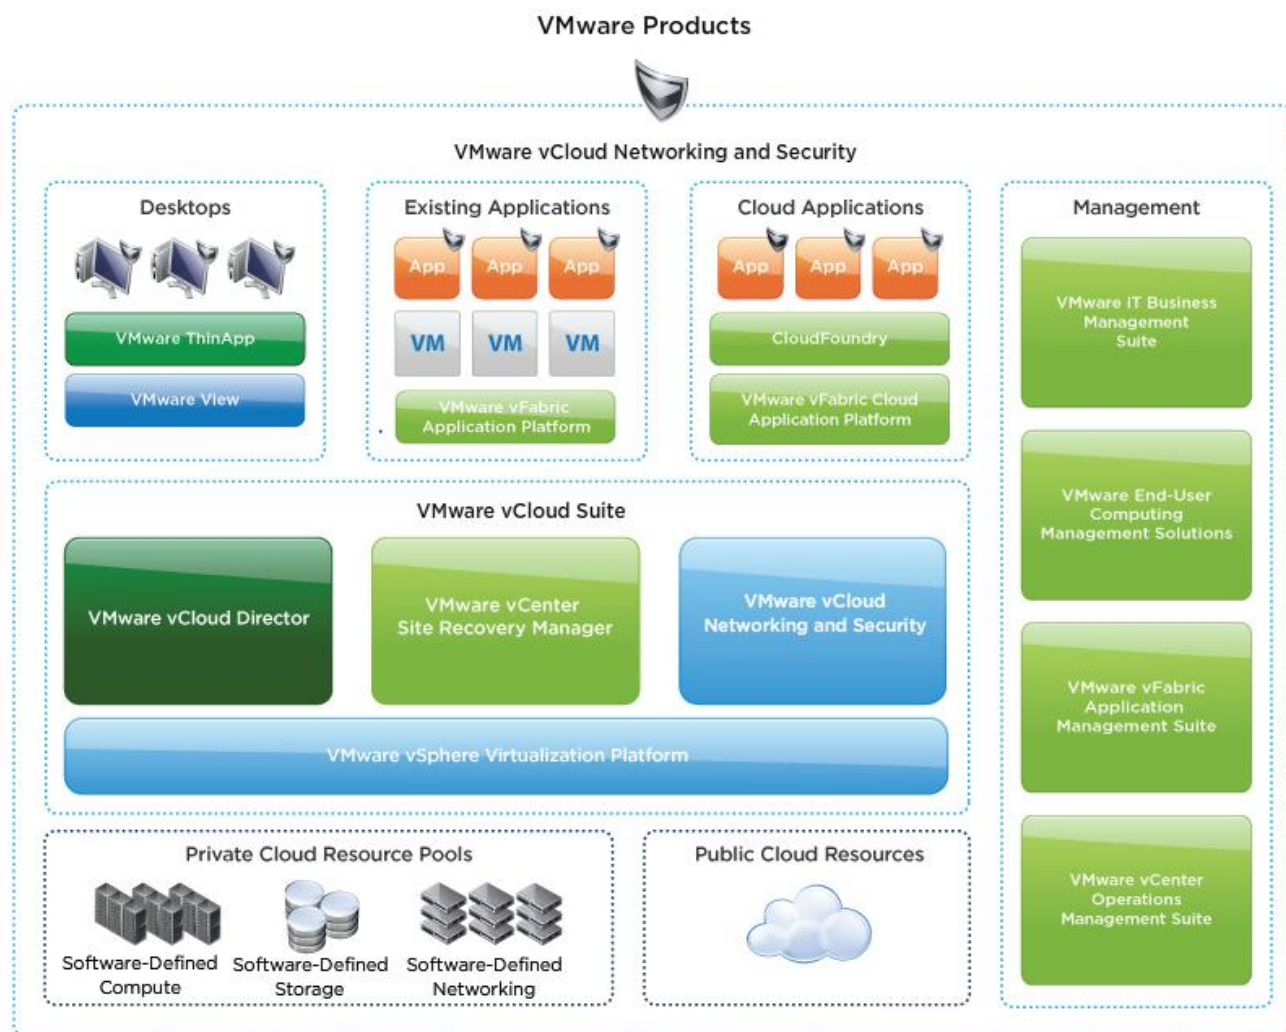 VMware Products
VMware vCloud Networking and Security
Desktops
VMware ThinApp
VMware View
Existing Applications
App App App
VM VM VM
VMware vFabric
Application Platform
Cloud Applications
App App App
CloudFoundry
VMware vFabric Cloud
Application Platform
Management
VMware IT Business
Management
Suite
VMware End-User
Computing
Management Solutions
VMware vFabric
Application
Management Suite
VMware vCenter
Operations
Management Suite
VMware vCloud Suite
VMware vCloud Director
VMware vCenter
Site Recovery Manager
VMware vCloud
Networking and Security
VMware vSphere Virtualization Platform
Private Cloud Resource Pools
Software-Defined
Compute
Software-Defined
Storage
Software-Defined
Networking
Public Cloud Resources